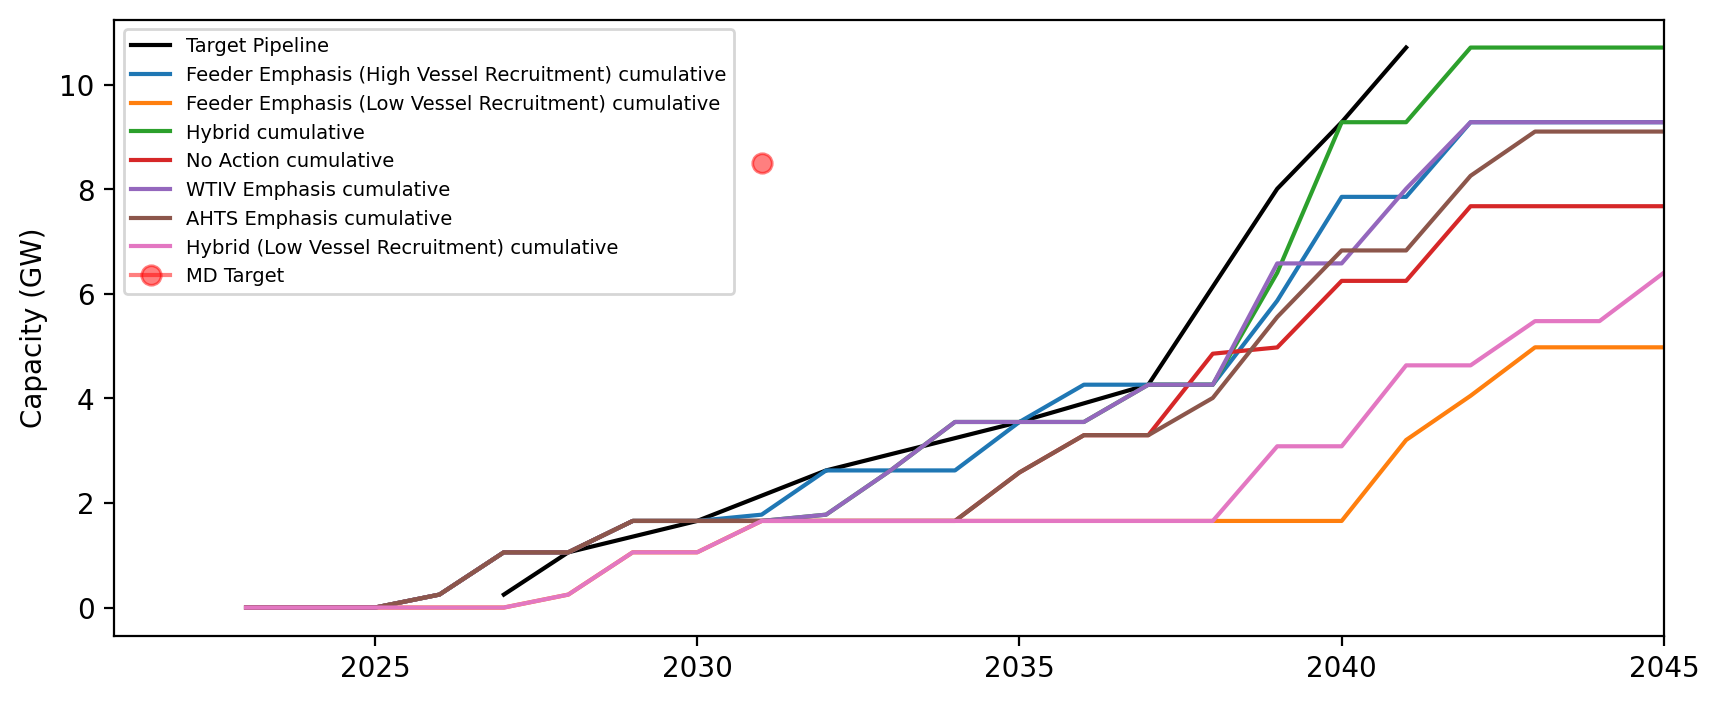 Target Pipeline
Feeder Emphasis (High Vessel Recruitment) cumulative
Feeder Emphasis (Low Vessel Recruitment) cumulative
Hybrid cumulative
No Action cumulative
WTIV Emphasis cumulative
AHTS Emphasis cumulative
Hybrid (Low Vessel Recruitment) cumulative
MD Target
Capacity (GW)
10
8
6
4
2
0
2025
2030
2035
2040
2045